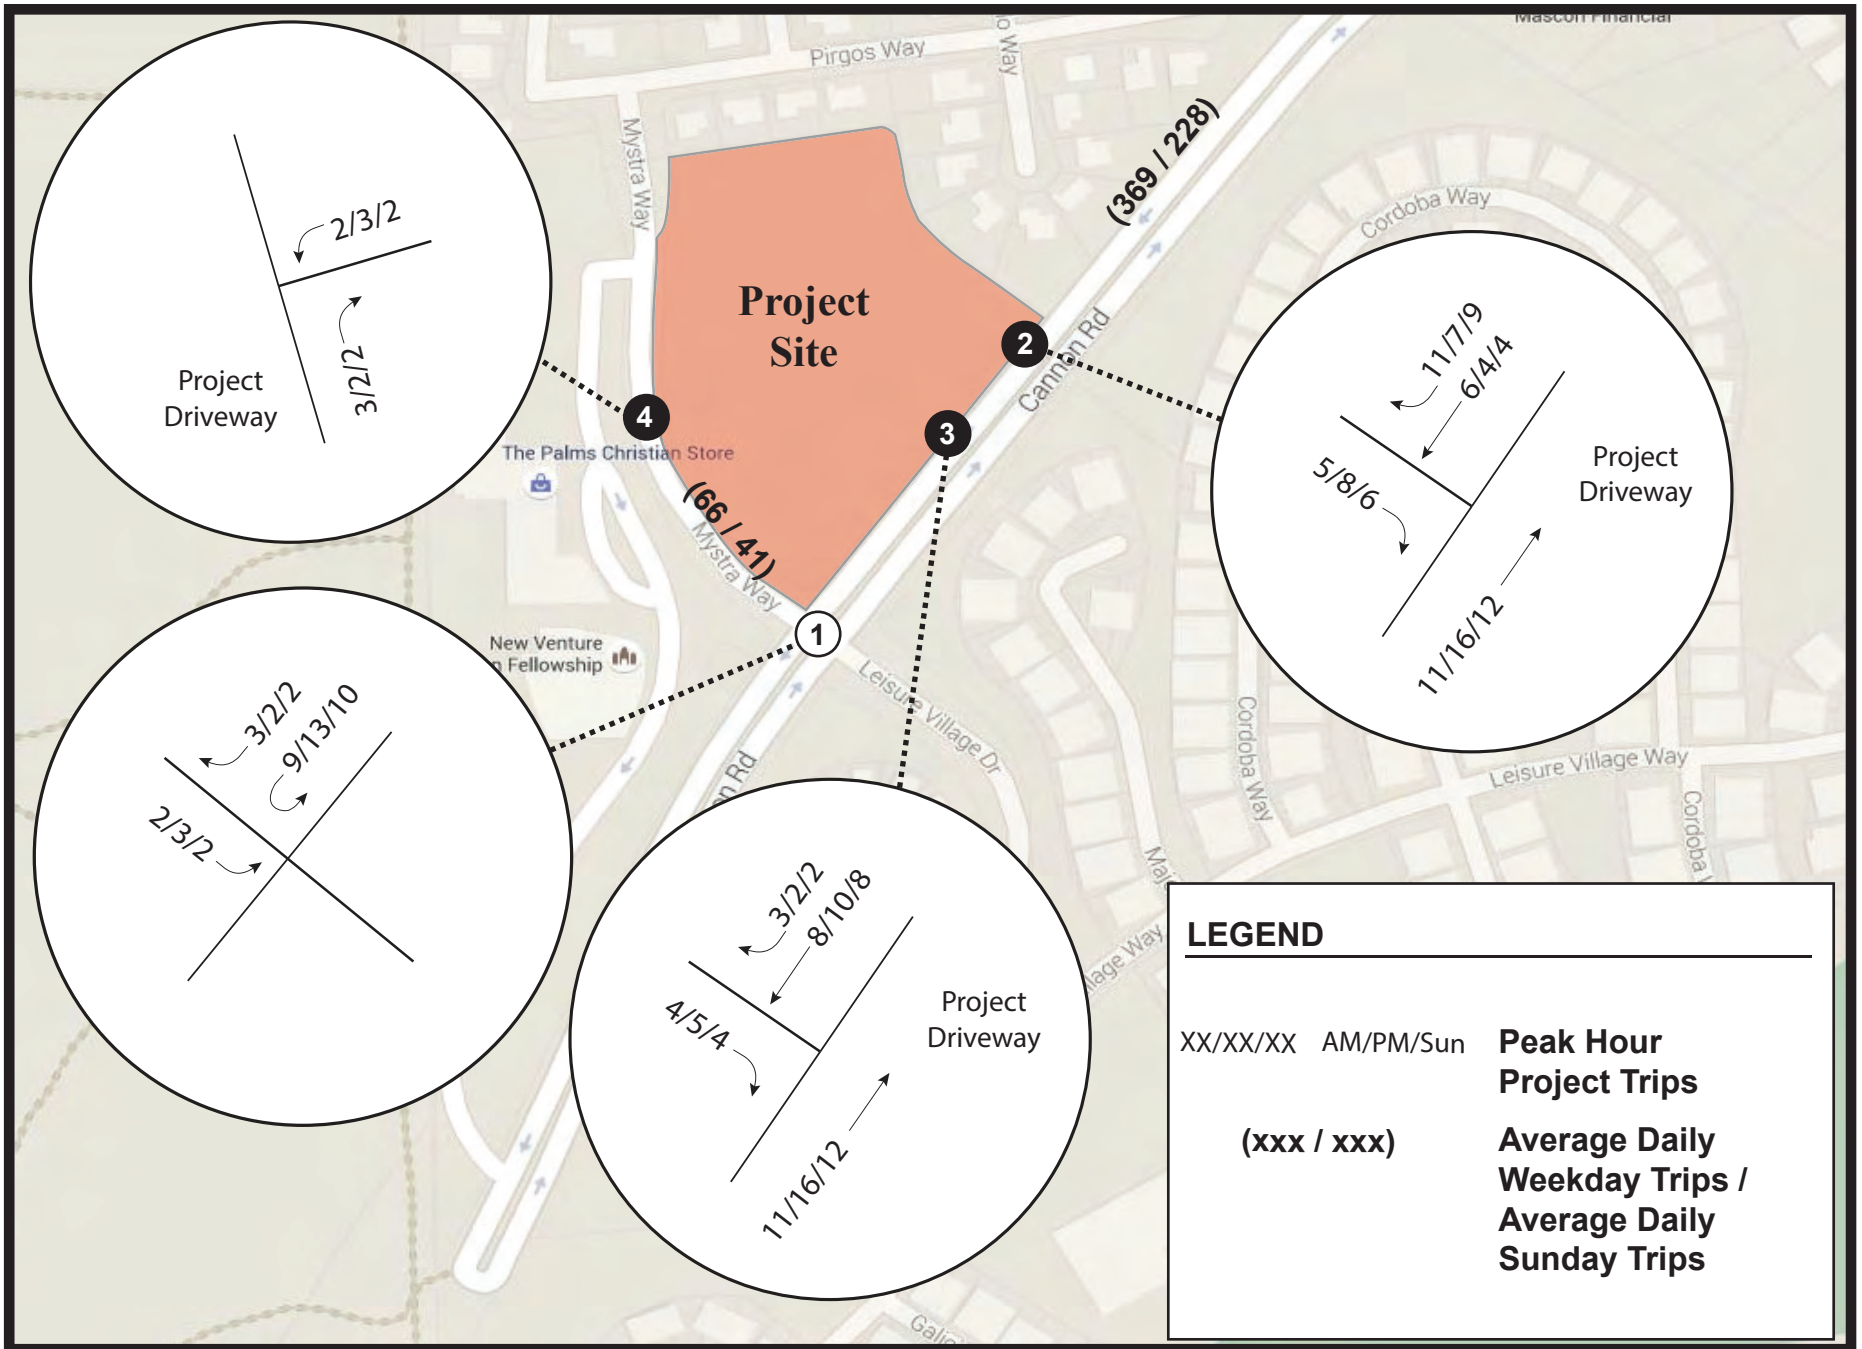 Mascon Financial
Pirgos Way
Mystra Way
(369 / 228)
Cordoba Way
Project
Site
2/3/2
3/2/2
Project
Driveway
4
2
3
1
Cannon Rd
11/7/9
6/4/4
5/8/6
11/16/12
Project
Driveway
The Palms Christian Store
(66 / 41)
Mystra Way
New Venture
Fellowship
Leisure Village Dr
Cordoba Way
Leisure Village Way
Cordoba
3/2/2
9/13/10
2/3/2
Rd
3/2/2
8/10/8
4/5/4
11/16/12
Project
Driveway
Way
LEGEND
XX/XX/XX AM/PM/Sun Peak Hour
Project Trips
(xxx / xxx) Average Daily
Weekday Trips /
Average Daily
Sunday Trips